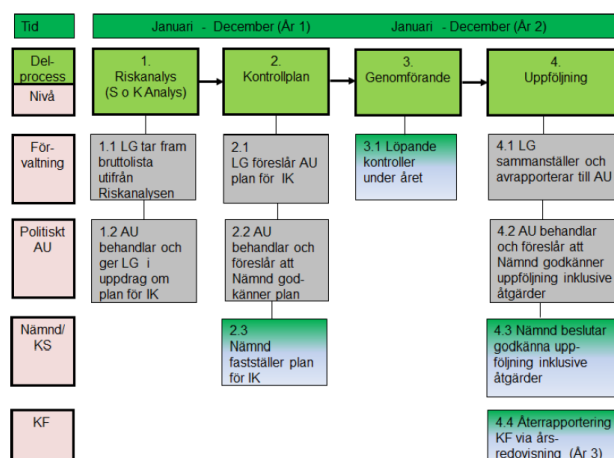 Tid
Januari - December (År 1)
Januari - December (År 2)
Del-
process
Nivå
1.
Riskanalys
(S o K Analys)
2.
Kontrollplan
3.
Genomförande
4.
Uppföljning
För-
valtning
1.1 LG tar fram
bruttolista
utifrån
Riskanalysen
2.1
LG föreslår AU
plan för IK
3.1 Löpande
kontroller
under året
4.1 LG
sammanställer och
avrapporterar till AU
Politiskt
AU
1.2 AU
behandlar och
ger LG i
uppdrag om
plan för IK
2.2 AU
behandlar och
föreslår att
Nämnd god-
känner plan
4.2 AU behandlar
och föreslår att
Nämnd godkänner
uppföljning inklusive
åtgärder
Nämnd/
KS
2.3
Nämnd
fastställer plan
för IK
4.3 Nämnd beslutar
godkänna upp-
följning inklusive
åtgärder
KF
4.4 Återrapportering
KF via års-
redovisning (År 3)